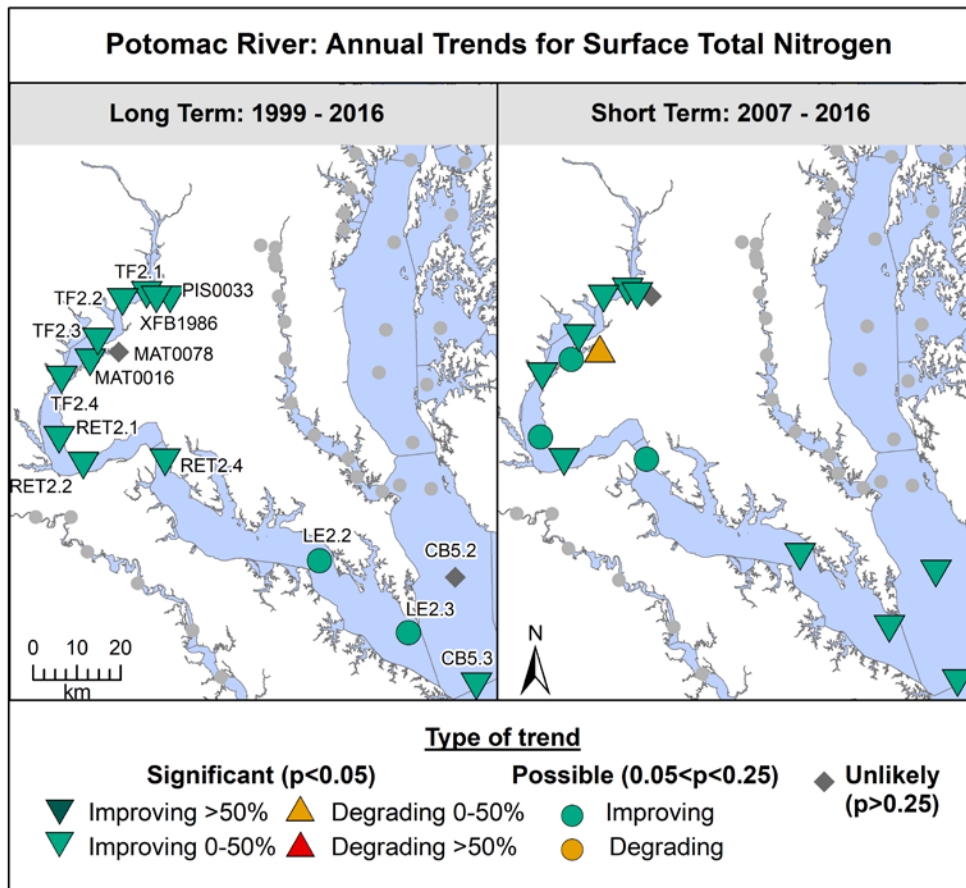 Potomac River: Annual Trends for Surface Total Nitrogen
Long Term: 1999 - 2016
Short Term: 2007 - 2016
TF2.1
PIS0033
TF2.2
XFB1986
TF2.3
MAT0078
MAT0016
TF2.4
RET2.1
RET2.4
RET2.2
LE2.2
CB5.2
LE2.3
CB5.3
0 10 20
km
N
Type of trend
Significant (p<0.05)
Possible (0.05<p<0.25)
Unlikely
(p>0.25)
Improving >50%
Degrading 0-50%
Improving
Improving 0-50%
Degrading >50%
Degrading